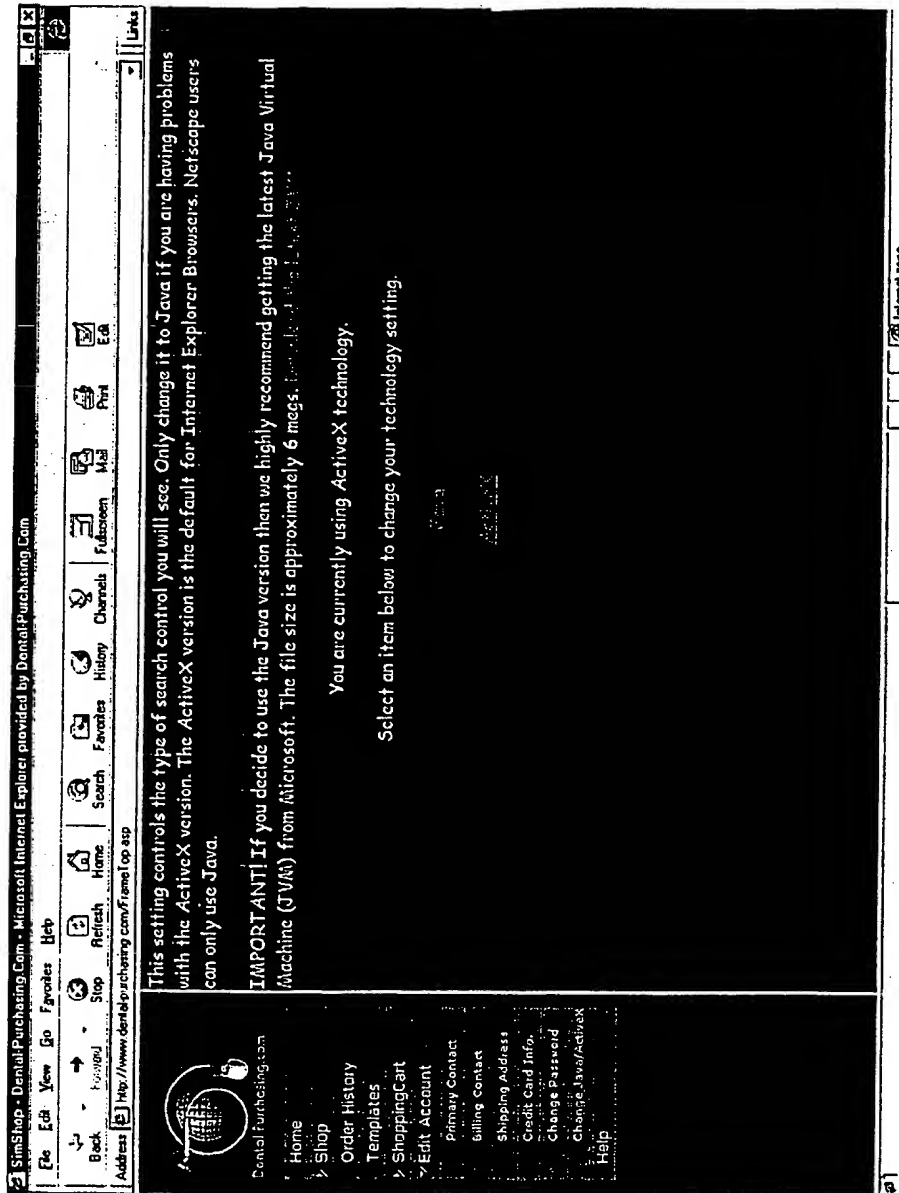 SimShop - Dental-Purchasing.Com - Microsoft Internet Explorer provided by Dental-Purchasing.Com
File Edit View Go Favorites Help
Back Forward Stop Refresh Home Search Favorites History Channels Fullscreen Mail Print Edit
Address http://www.dental-purchasing.com/FrameTop.asp Links
Dental-Purchasing.com
Home
Shop
Order History
Templates
ShoppingCart
Edit Account
Primary Contact
Billing Contact
Shipping Address
Credit Card Info.
Change Password
Change Java/ActiveX
Help
This setting controls the type of search control you will see. Only change it to Java if you are having problems
with the ActiveX version. The ActiveX version is the default for Internet Explorer Browsers. Netscape users
can only use Java.
IMPORTANT! If you decide to use the Java version then we highly recommend getting the latest Java Virtual
Machine (JVM) from Microsoft. The file size is approximately 6 megs.
You are currently using ActiveX technology.
Select an item below to change your technology setting.
Java
ActiveX
Internet zone